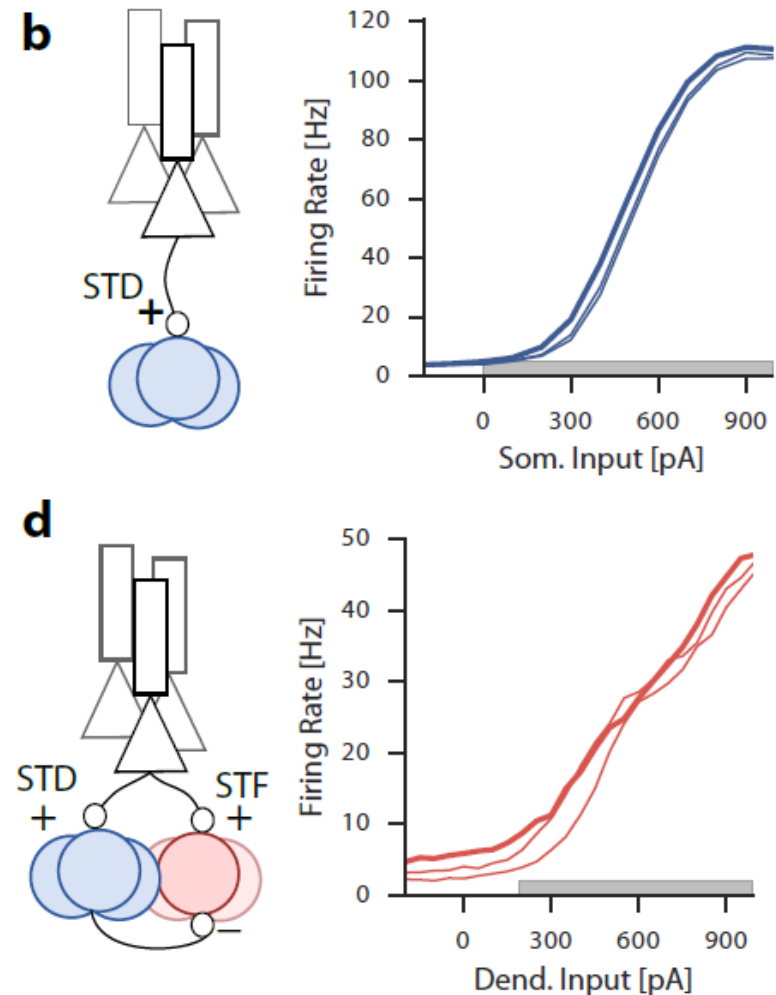 b
STD
+
Firing Rate [Hz]
120
100
80
60
40
20
0
0 300 600 900
Som. Input [pA]
d
STD
+
STF
+
–
Firing Rate [Hz]
50
40
30
20
10
0
0 300 600 900
Dend. Input [pA]